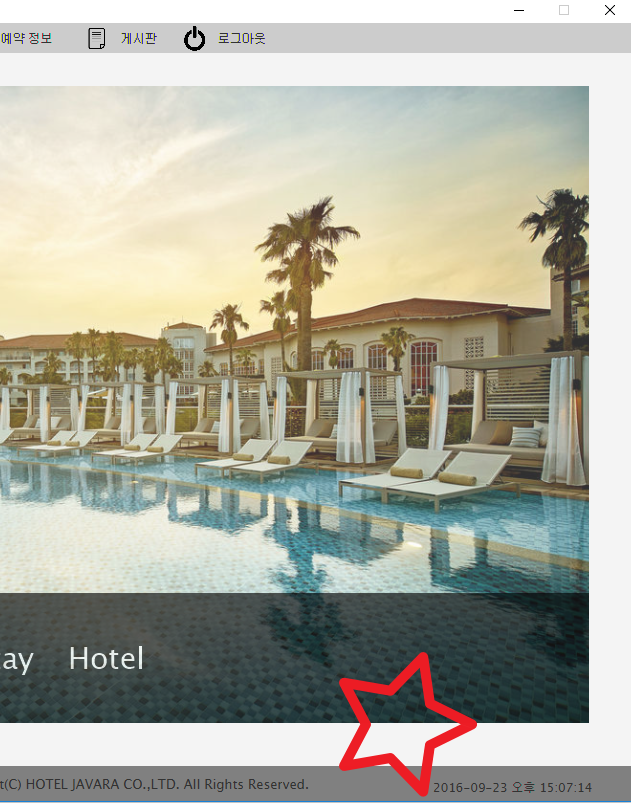 예약 정보 게시판 로그아웃
ay Hotel
t(C) HOTEL JAVARA CO.,LTD. All Rights Reserved.
2016-09-23 오후 15:07:14